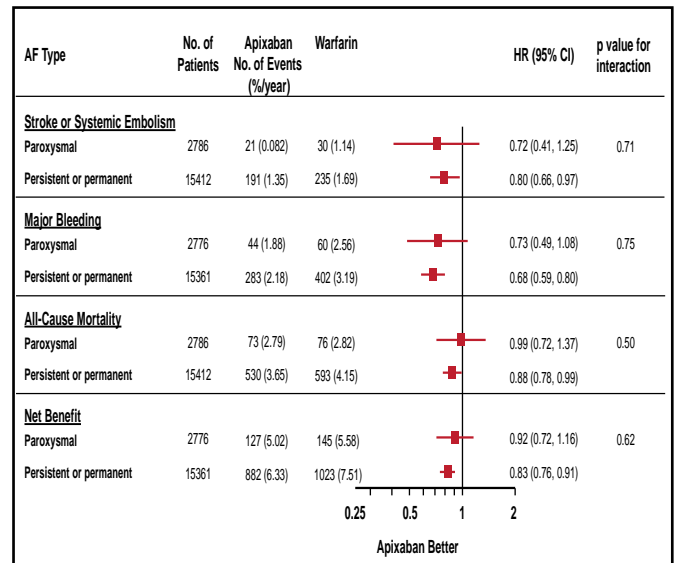 AF Type No. of Patients Apixaban No. of Events (%/year) Warfarin HR (95% CI) p value for interaction
Stroke or Systemic Embolism
Paroxysmal 2786 21 (0.082) 30 (1.14) 0.72 (0.41, 1.25) 0.71
Persistent or permanent 15412 191 (1.35) 235 (1.69) 0.80 (0.66, 0.97)
Major Bleeding
Paroxysmal 2776 44 (1.88) 60 (2.56) 0.73 (0.49, 1.08) 0.75
Persistent or permanent 15361 283 (2.18) 402 (3.19) 0.68 (0.59, 0.80)
All-Cause Mortality
Paroxysmal 2786 73 (2.79) 76 (2.82) 0.99 (0.72, 1.37) 0.50
Persistent or permanent 15412 530 (3.65) 593 (4.15) 0.88 (0.78, 0.99)
Net Benefit
Paroxysmal 2776 127 (5.02) 145 (5.58) 0.92 (0.72, 1.16) 0.62
Persistent or permanent 15361 882 (6.33) 1023 (7.51) 0.83 (0.76, 0.91)
0.25 0.5 1 2
Apixaban Better